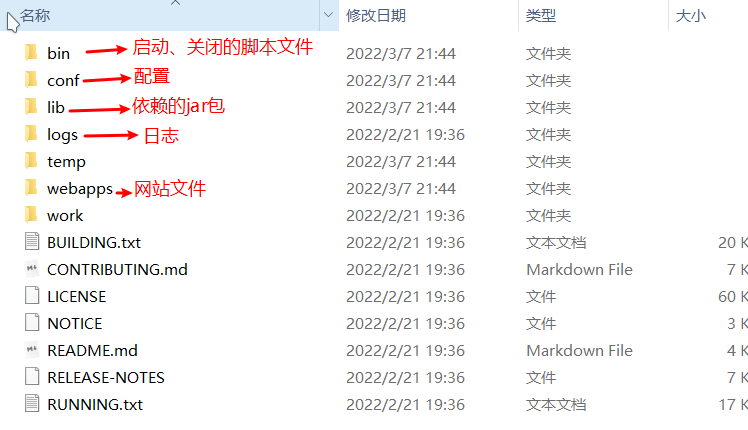 名称 修改日期 类型 大小
bin 启动、关闭的脚本文件 2022/3/7 21:44 文件夹
conf 配置 2022/3/7 21:44 文件夹
lib 依赖的jar包 2022/3/7 21:44 文件夹
logs 日志 2022/2/21 19:36 文件夹
temp 2022/3/7 21:44 文件夹
webapps 网站文件 2022/3/7 21:44 文件夹
work 2022/2/21 19:36 文件夹
BUILDING.txt 2022/2/21 19:36 文本文档 20 K
CONTRIBUTING.md 2022/2/21 19:36 Markdown File 7 K
LICENSE 2022/2/21 19:36 文件 60 K
NOTICE 2022/2/21 19:36 文件 3 K
README.md 2022/2/21 19:36 Markdown File 4 K
RELEASE-NOTES 2022/2/21 19:36 文件 7 K
RUNNING.txt 2022/2/21 19:36 文本文档 17 K